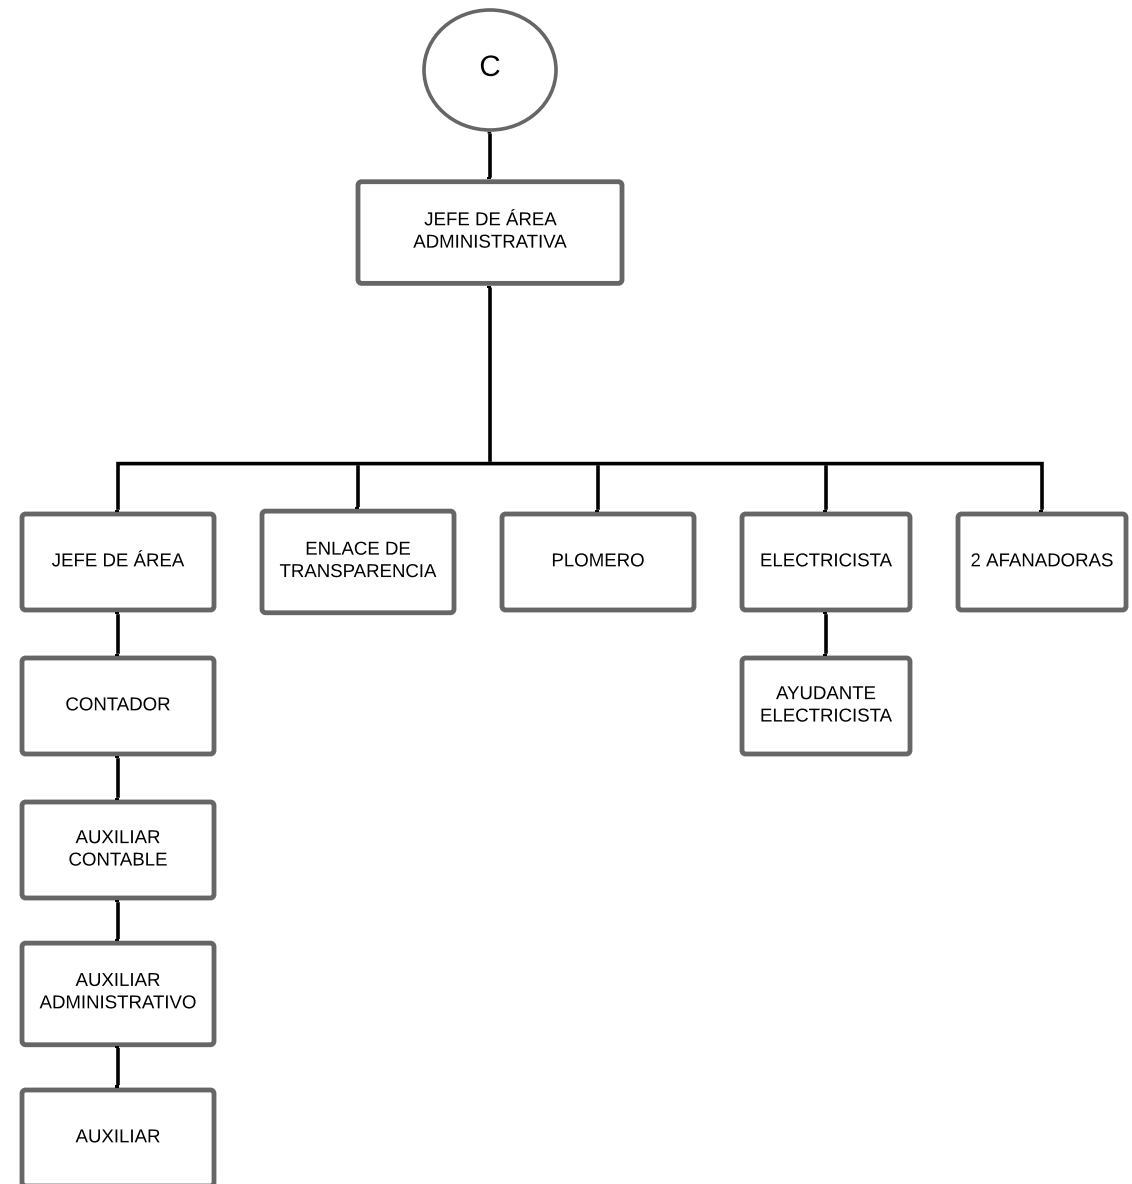 C
JEFE DE ÁREA
ADMINISTRATIVA
JEFE DE ÁREA
ENLACE DE
TRANSPARENCIA
PLOMERO
ELECTRICISTA
2 AFANADORAS
CONTADOR
AYUDANTE
ELECTRICISTA
AUXILIAR
CONTABLE
AUXILIAR
ADMINISTRATIVO
AUXILIAR